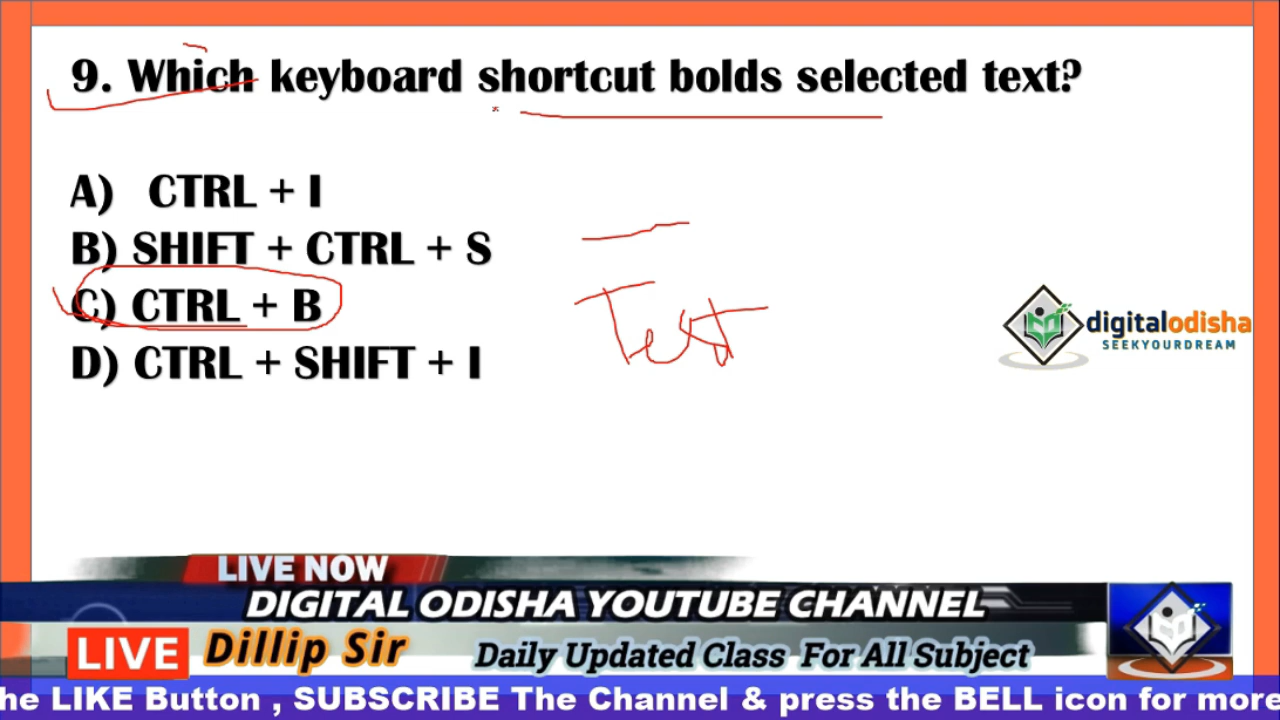 9. Which keyboard shortcut bolds selected text?
A) CTRL + I
B) SHIFT + CTRL + S
C) CTRL + B
D) CTRL + SHIFT + I
Text
digitalodisha
SEEKYOURDREAM
LIVE NOW
DIGITAL ODISHA YOUTUBE CHANNEL
LIVE Dillip Sir Daily Updated Class For All Subject
he LIKE Button , SUBSCRIBE The Channel & press the BELL icon for more